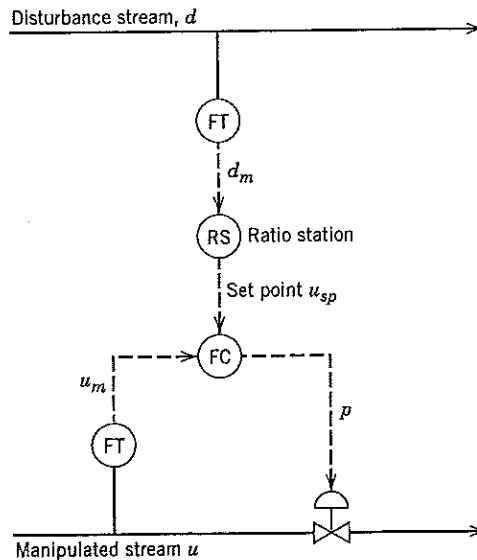 Disturbance stream, d
FT
d_m
RS Ratio station
Set point u_sp
FC
u_m
p
FT
Manipulated stream u